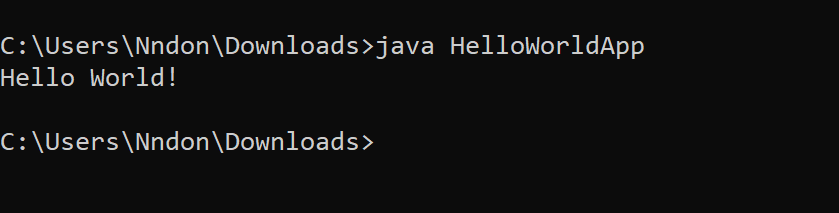 C:\Users\Nndon\Downloads>java HelloWorldApp
Hello World!
C:\Users\Nndon\Downloads>